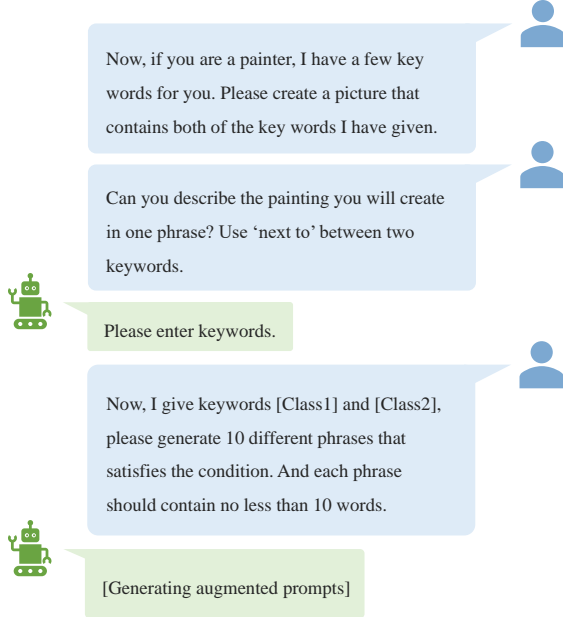 Now, if you are a painter, I have a few key
words for you. Please create a picture that
contains both of the key words I have given.
Can you describe the painting you will create
in one phrase? Use ‘next to’ between two
keywords.
Please enter keywords.
Now, I give keywords [Class1] and [Class2],
please generate 10 different phrases that
satisfies the condition. And each phrase
should contain no less than 10 words.
[Generating augmented prompts]